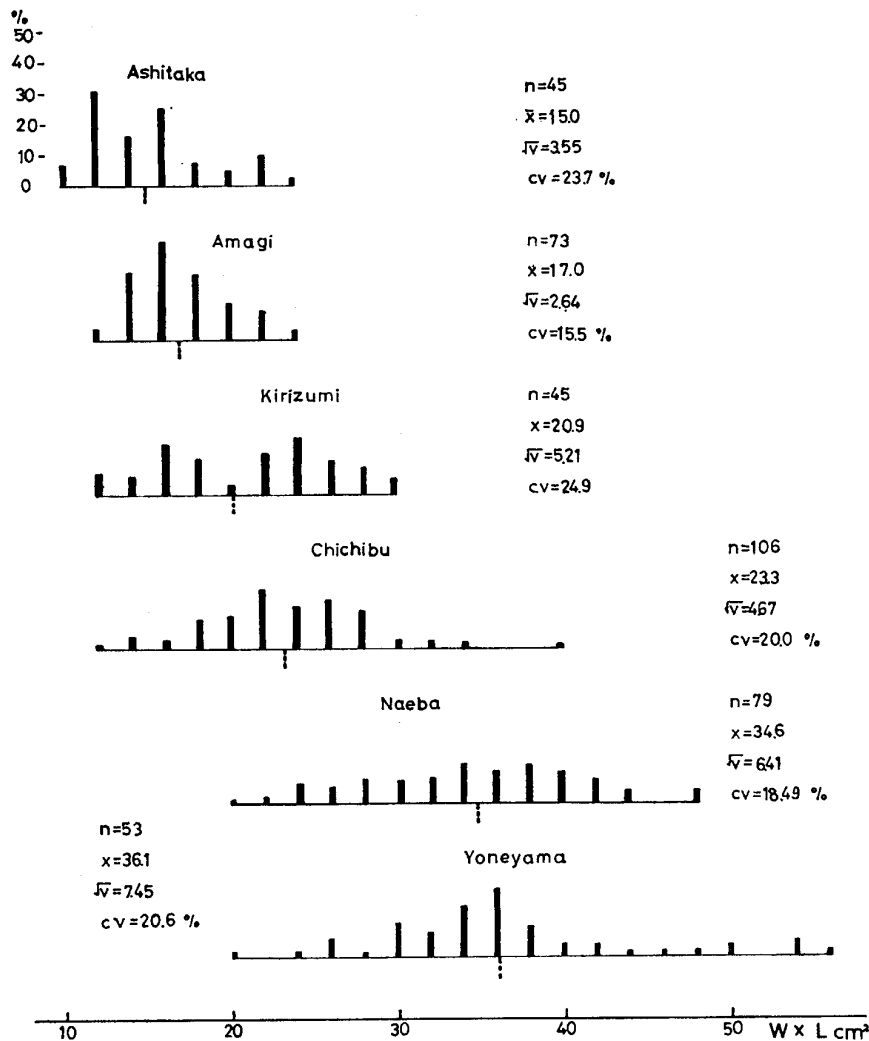 %
50-
40-
30-
20-
10-
0
Ashitaka
n=45
x̄=15.0
√v=3.55
cv=23.7 %
Amagi
n=73
x=17.0
√v=2.64
cv=15.5 %
Kirizumi
n=45
x=20.9
√v=5.21
cv=24.9
Chichibu
n=106
x=23.3
√v=4.67
cv=20.0 %
Naeba
n=79
x=34.6
√v=6.41
cv=18.49 %
n=53
x=36.1
√v=7.45
cv=20.6 %
Yoneyama
10 20 30 40 50 W x L cm²